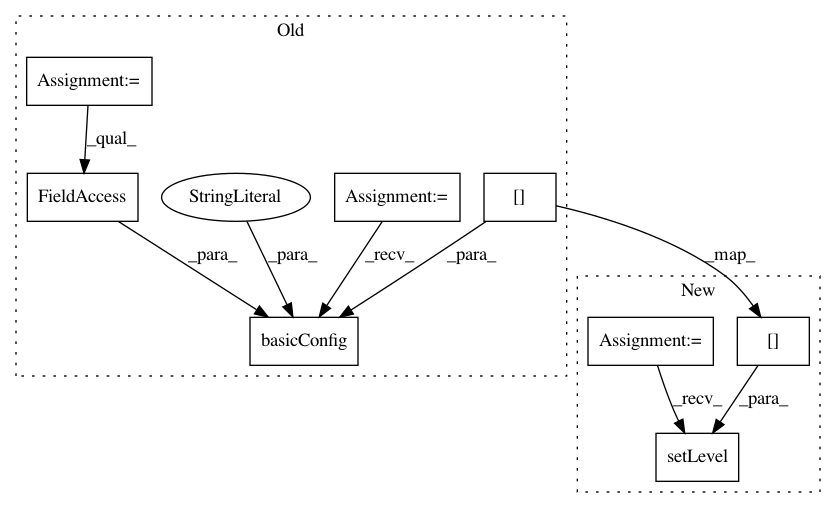 Old
Assignment:=
_qual_
FieldAccess
StringLiteral
Assignment:=
[]
_para_
_para_
_recv_
_para_
_map_
basicConfig
New
Assignment:=
[]
_recv_
_para_
setLevel